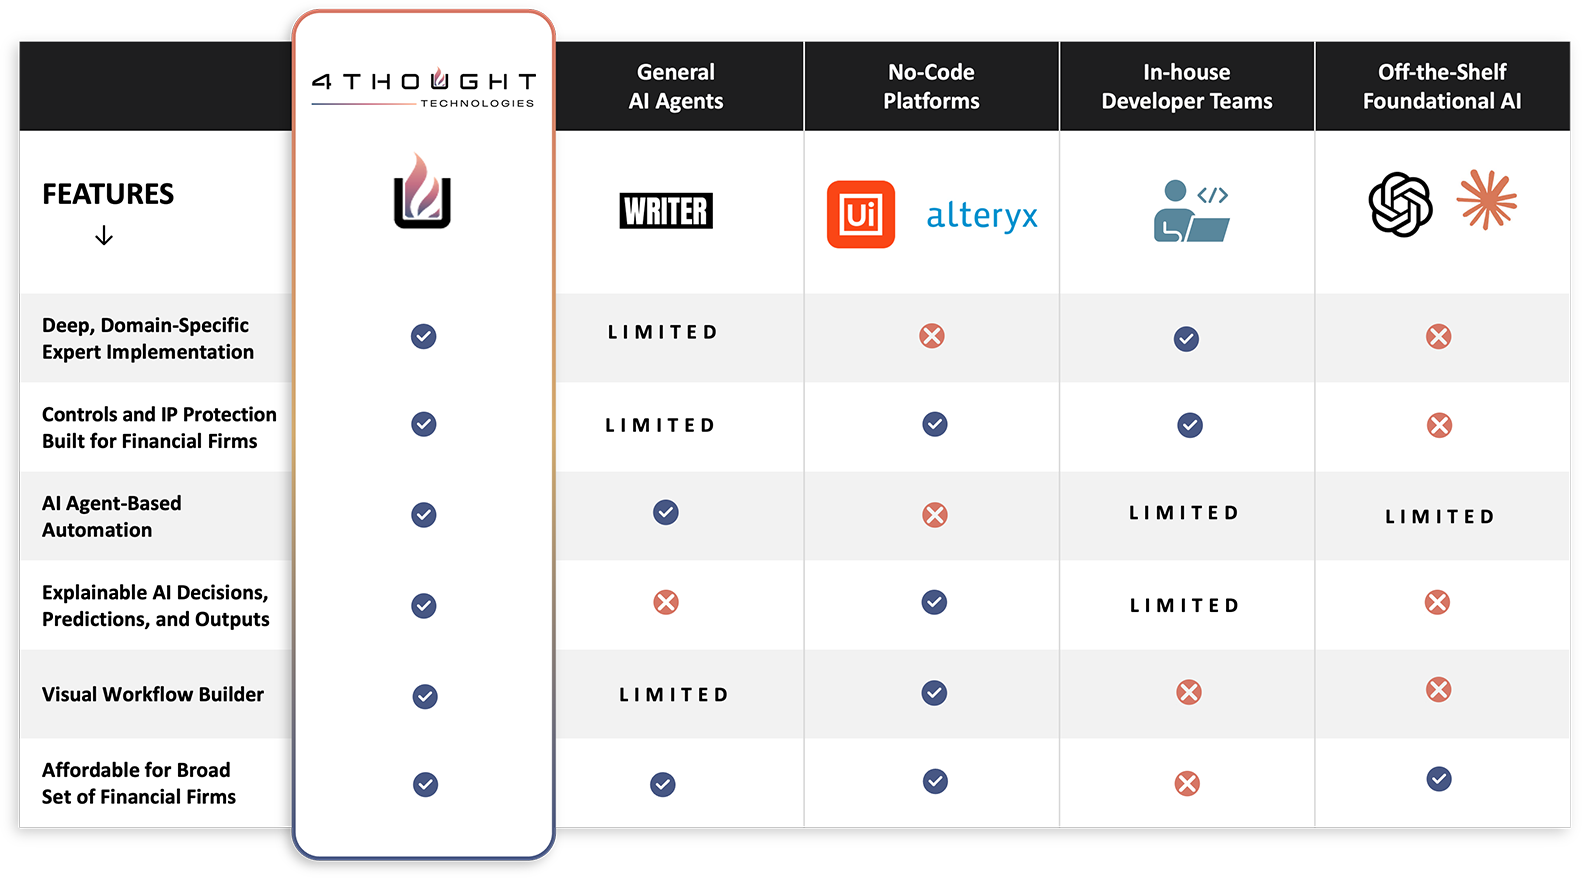 4THOUGHT
TECHNOLOGIES
General
AI Agents
No-Code
Platforms
In-house
Developer Teams
Off-the-Shelf
Foundational AI
FEATURES
WRITER
Ui
alteryx
</>
Deep, Domain-Specific
Expert Implementation
LIMITED
Controls and IP Protection
Built for Financial Firms
LIMITED
AI Agent-Based
Automation
LIMITED
LIMITED
Explainable AI Decisions,
Predictions, and Outputs
LIMITED
Visual Workflow Builder
LIMITED
Affordable for Broad
Set of Financial Firms